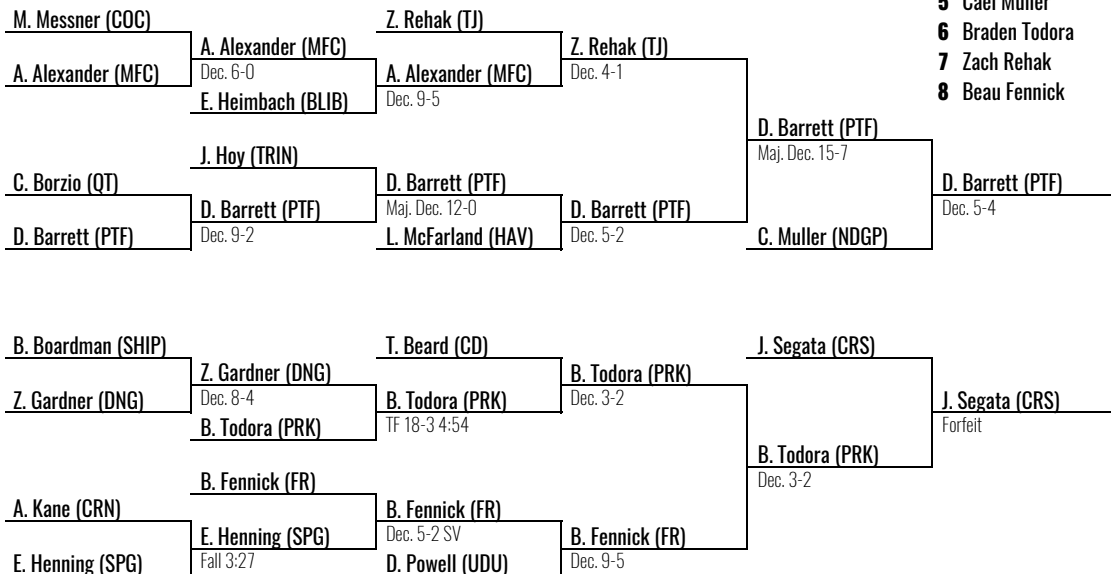 5 Cael Muller
6 Braden Todora
7 Zach Rehak
8 Beau Fennick
M. Messner (COC)
A. Alexander (MFC)
A. Alexander (MFC)
Dec. 6-0
E. Heimbach (BLIB)
Z. Rehak (TJ)
A. Alexander (MFC)
Dec. 9-5
Z. Rehak (TJ)
Dec. 4-1
C. Borzio (QT)
D. Barrett (PTF)
J. Hoy (TRIN)
D. Barrett (PTF)
Dec. 9-2
D. Barrett (PTF)
Maj. Dec. 12-0
L. McFarland (HAV)
D. Barrett (PTF)
Dec. 5-2
D. Barrett (PTF)
Maj. Dec. 15-7
C. Muller (NDGP)
D. Barrett (PTF)
Dec. 5-4
B. Boardman (SHIP)
Z. Gardner (DNG)
Z. Gardner (DNG)
Dec. 8-4
B. Todora (PRK)
T. Beard (CD)
B. Todora (PRK)
TF 18-3 4:54
B. Todora (PRK)
Dec. 3-2
A. Kane (CRN)
E. Henning (SPG)
B. Fennick (FR)
E. Henning (SPG)
Fall 3:27
B. Fennick (FR)
Dec. 5-2 SV
D. Powell (UDU)
B. Fennick (FR)
Dec. 9-5
J. Segata (CRS)
B. Todora (PRK)
Dec. 3-2
J. Segata (CRS)
Forfeit